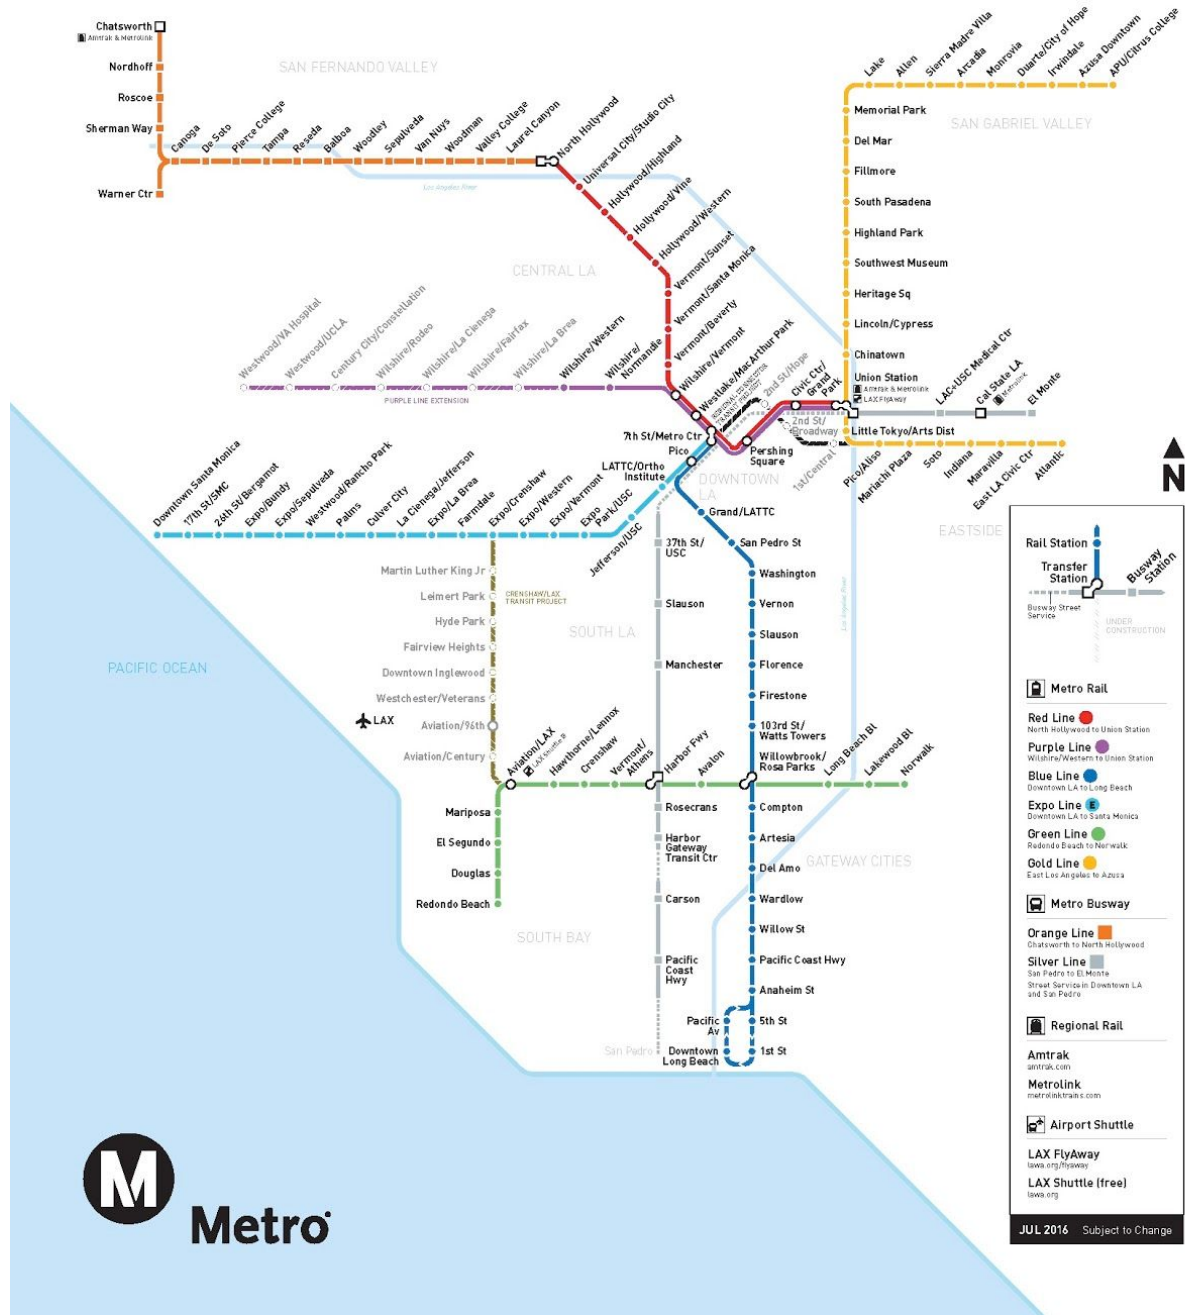 Chatsworth
Amtrak & Metrolink
Nordhoff
Roscoe
Sherman Way
Warner Ctr
Canoga
De Soto
Pierce College
Tampa
Reseda
Balboa
Woodley
Sepulveda
Van Nuys
Woodman
Valley College
Laurel Canyon
North Hollywood
SAN FERNANDO VALLEY
Los Angeles River
Universal City/Studio City
Hollywood/Highland
Hollywood/Vine
Hollywood/Western
Vermont/Sunset
Vermont/Santa Monica
Vermont/Beverly
Wilshire/Vermont
Westlake/MacArthur Park
CENTRAL LA
Lake
Allen
Sierra Madre Villa
Arcadia
Monrovia
Duarte/City of Hope
Irwindale
Azusa Downtown
APU/Citrus College
SAN GABRIEL VALLEY
Memorial Park
Del Mar
Fillmore
South Pasadena
Highland Park
Southwest Museum
Heritage Sq
Lincoln/Cypress
Chinatown
Union Station
Amtrak & Metrolink
LAX FlyAway
LAC+USC Medical Ctr
Cal State LA
Metrolink
El Monte
Westwood/VA Hospital
Westwood/UCLA
Century City/Constellation
Wilshire/Rodeo
Wilshire/La Cienega
Wilshire/Fairfax
Wilshire/La Brea
Wilshire/Western
Wilshire/
Normandie
PURPLE LINE EXTENSION
REGIONAL CONNECTOR
TRANSIT PROJECT
2nd St/Hope
Civic Ctr/
Grand
Park
2nd St/
Broadway
1st/Central
Little Tokyo/Arts Dist
Pico/Aliso
Mariachi Plaza
Soto
Indiana
Maravilla
East LA Civic Ctr
Atlantic
7th St/Metro Ctr
Pico
Pershing
Square
LATTC/Ortho
Institute
DOWNTOWN
LA
Downtown Santa Monica
17th St/SMC
26th St/Bergamot
Expo/Bundy
Expo/Sepulveda
Westwood/Rancho Park
Palms
Culver City
La Cienega/Jefferson
Expo/La Brea
Farmdale
Expo/Crenshaw
Expo/Western
Expo/Vermont
Expo
Park/USC
Jefferson/USC
Grand/LATTC
San Pedro St
Washington
Vernon
Slauson
Florence
Firestone
103rd St/
Watts Towers
Willowbrook/
Rosa Parks
Compton
Artesia
Del Amo
Wardlow
Willow St
Pacific Coast Hwy
Anaheim St
5th St
1st St
Pacific
Av
Downtown
Long Beach
37th St/
USC
Slauson
Manchester
Rosecrans
Harbor
Gateway
Transit Ctr
Carson
Pacific
Coast
Hwy
San Pedro
Martin Luther King Jr
Leimert Park
Hyde Park
Fairview Heights
Downtown Inglewood
Westchester/Veterans
Aviation/96th
Aviation/Century
CRENSHAW/LAX
TRANSIT PROJECT
LAX
Aviation/LAX
LAX Shuttle
Hawthorne/Lennox
Crenshaw
Vermont/
Athens
Harbor Fwy
Avalon
Long Beach Bl
Lakewood Bl
Norwalk
Mariposa
El Segundo
Douglas
Redondo Beach
SOUTH LA
SOUTH BAY
GATEWAY CITIES
EASTSIDE
Los Angeles River
PACIFIC OCEAN
N
Rail Station
Transfer
Station
Busway
Station
Busway Street
Service
UNDER
CONSTRUCTION
Metro Rail
Red Line
North Hollywood to Union Station
Purple Line
Wilshire/Western to Union Station
Blue Line
Downtown LA to Long Beach
Expo Line E
Downtown LA to Santa Monica
Green Line
Redondo Beach to Norwalk
Gold Line
East Los Angeles to Azusa
Metro Busway
Orange Line
Chatsworth to North Hollywood
Silver Line
San Pedro to El Monte
Street Service in Downtown LA
and San Pedro
Regional Rail
Amtrak
amtrak.com
Metrolink
metrolinktrains.com
Airport Shuttle
LAX FlyAway
lawa.org/flyaway
LAX Shuttle (free)
lawa.org
JUL 2016 Subject to Change
M
Metro